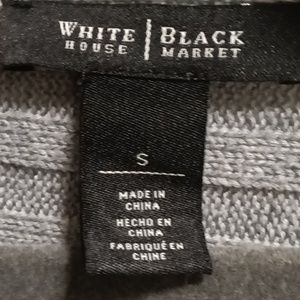 WHITE | BLACK
HOUSE | MARKET
S
MADE IN
CHINA
HECHO EN
CHINA
FABRIQUÉ EN
CHINE